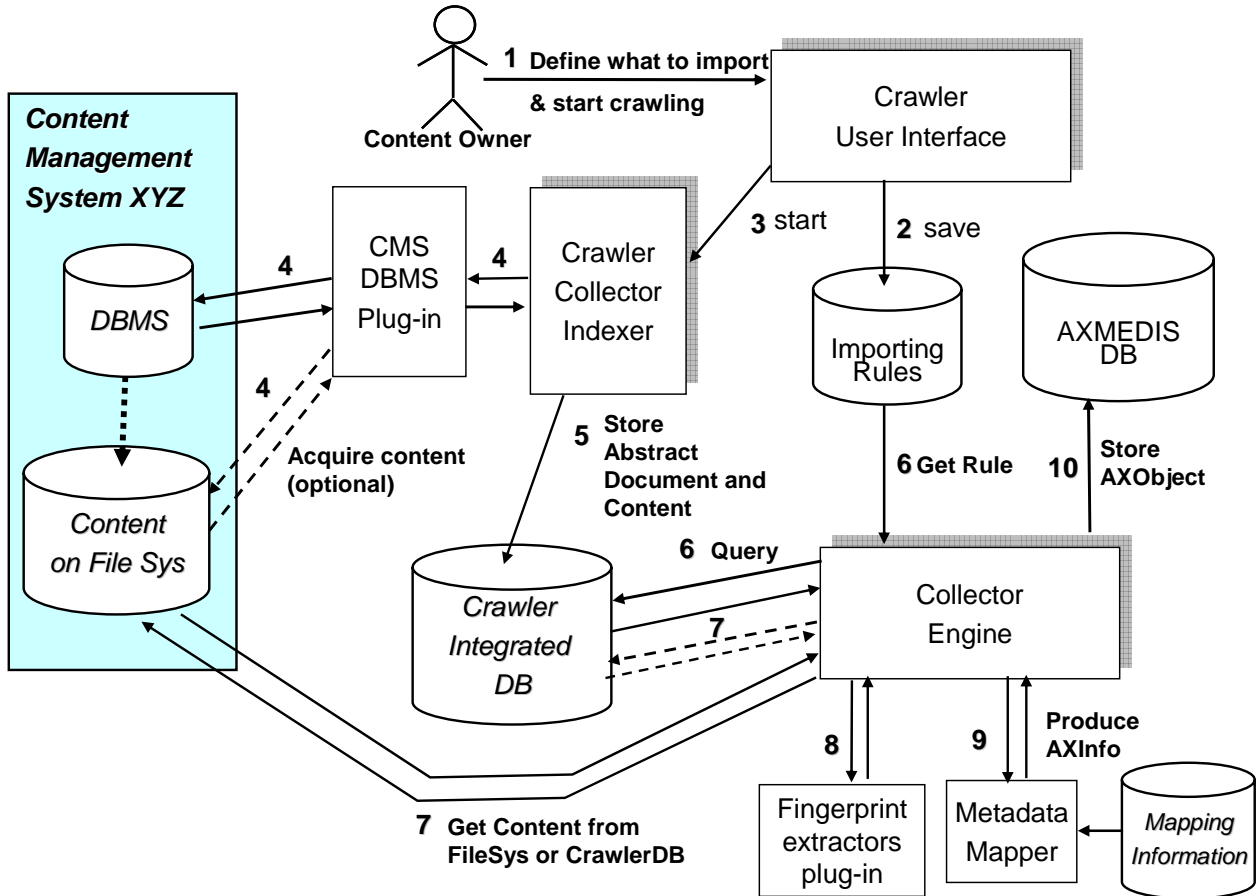 1 Define what to import
& start crawling
Content Owner
Crawler
User Interface
Content
Management
System XYZ
3 start
2 save
CMS
DBMS
Plug-in
4
4
Crawler
Collector
Indexer
DBMS
Importing
Rules
AXMEDIS
DB
4
Acquire content
(optional)
5 Store
Abstract
Document and
Content
6 Get Rule
10 Store
AXObject
Content
on File Sys
6 Query
Crawler
Integrated
DB
7
Collector
Engine
8
9
Produce
AXInfo
7 Get Content from
FileSys or CrawlerDB
Fingerprint
extractors
plug-in
Metadata
Mapper
Mapping
Information